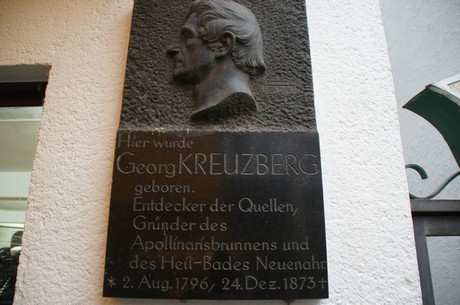 Hier wurde
Georg KREUZBERG
geboren.
Entdecker der Quellen,
Gründer des
Apollinarisbrunnens und
des Heil-Bades Neuenahr
* 2. Aug. 1796, 24. Dez. 1873 †